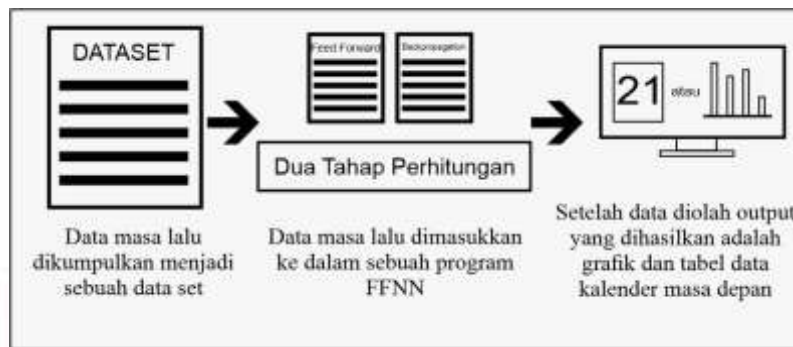 DATASET
Data masa lalu
dikumpulkan menjadi
sebuah data set
Feed Forward
Backpropagation
Dua Tahap Perhitungan
Data masa lalu dimasukkan
ke dalam sebuah program
FFNN
21 atau
Setelah data diolah output
yang dihasilkan adalah
grafik dan tabel data
kalender masa depan